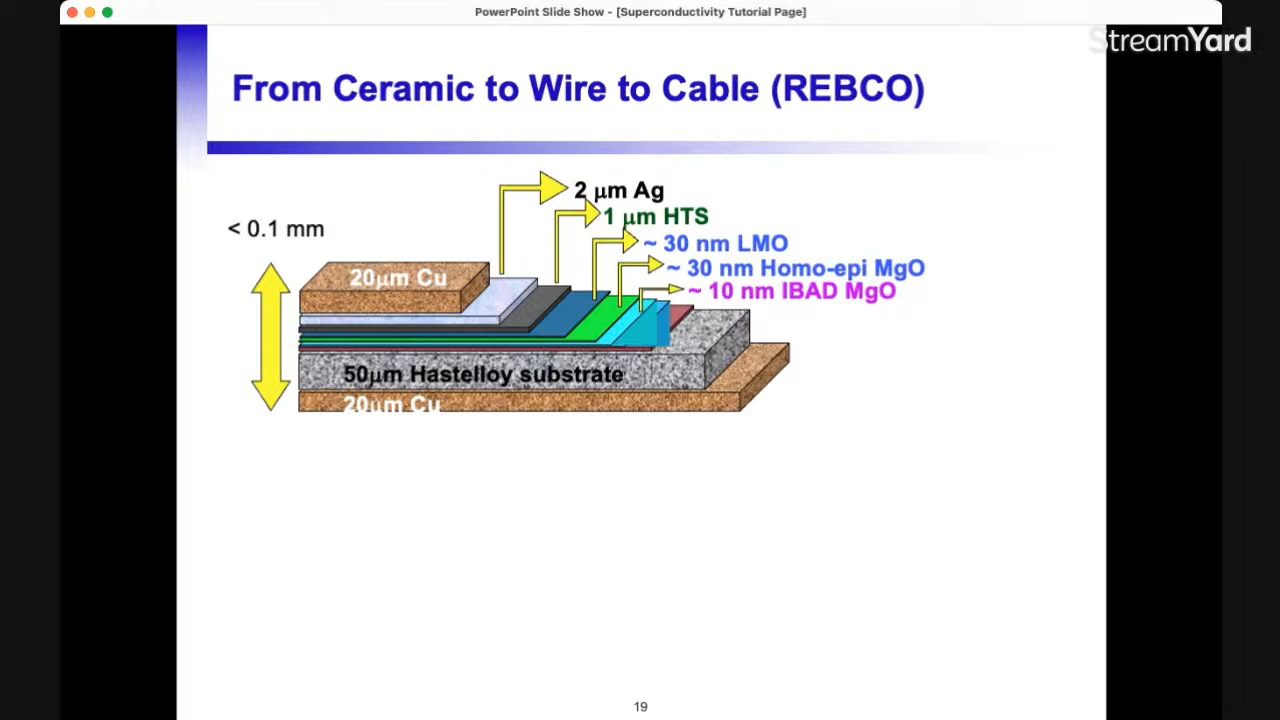 PowerPoint Slide Show - [Superconductivity Tutorial Page]
StreamYard
From Ceramic to Wire to Cable (REBCO)
2 μm Ag
1 μm HTS
< 0.1 mm
~ 30 nm LMO
~ 30 nm Homo-epi MgO
20μm Cu
~ 10 nm IBAD MgO
50μm Hastelloy substrate
20μm Cu
19